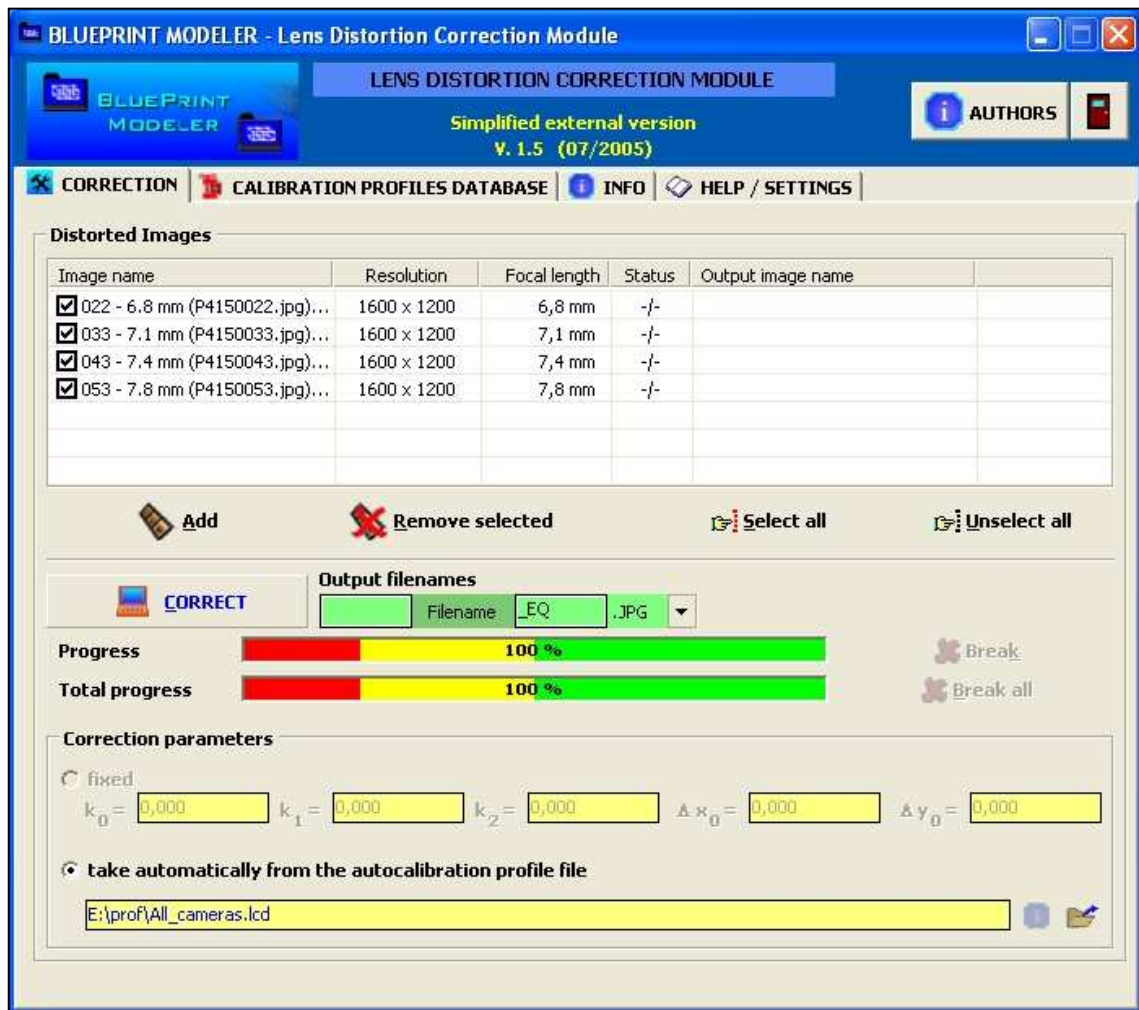 BLUEPRINT MODELER - Lens Distortion Correction Module
BLUEPRINT MODELER
LENS DISTORTION CORRECTION MODULE
Simplified external version
V. 1.5 (07/2005)
AUTHORS
CORRECTION CALIBRATION PROFILES DATABASE INFO HELP / SETTINGS
Distorted Images
Image name Resolution Focal length Status Output image name
022 - 6.8 mm (P4150022.jpg)... 1600 x 1200 6,8 mm -/-
033 - 7.1 mm (P4150033.jpg)... 1600 x 1200 7,1 mm -/-
043 - 7.4 mm (P4150043.jpg)... 1600 x 1200 7,4 mm -/-
053 - 7.8 mm (P4150053.jpg)... 1600 x 1200 7,8 mm -/-
Add Remove selected Select all Unselect all
CORRECT
Output filenames
Filename _EQ .JPG
Progress 100 % Break
Total progress 100 % Break all
Correction parameters
fixed
k0 = 0,000 k1 = 0,000 k2 = 0,000 Δ x0 = 0,000 Δ y0 = 0,000
take automatically from the autocalibration profile file
E:\prof\All_cameras.lcd